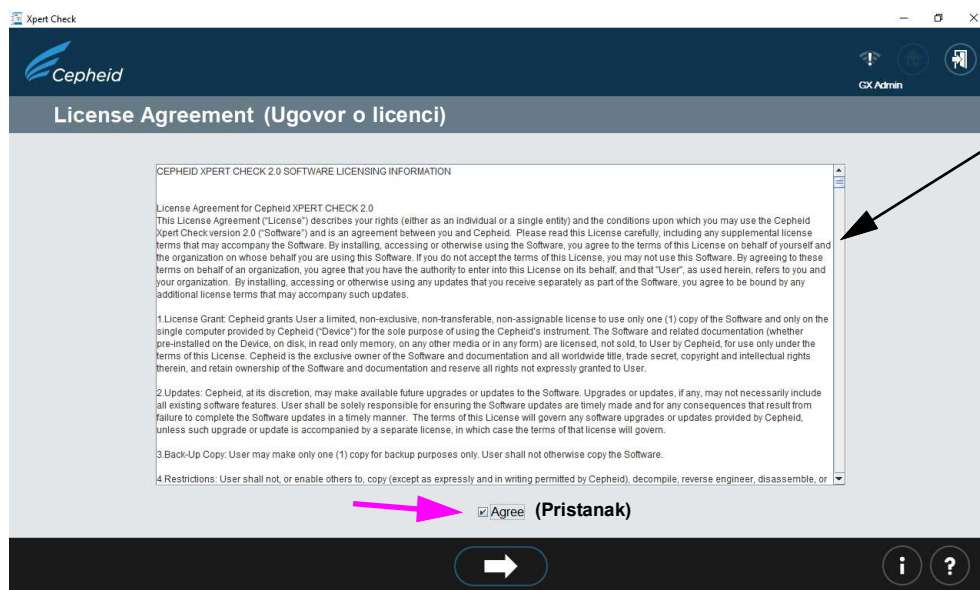 Xpert Check
Cepheid
GX Admin
License Agreement (Ugovor o licenci)
CEPHEID XPERT CHECK 2.0 SOFTWARE LICENSING INFORMATION
License Agreement for Cepheid XPERT CHECK 2.0
This License Agreement ("License") describes your rights (either as an individual or a single entity) and the conditions upon which you may use the Cepheid
Xpert Check version 2.0 ("Software") and is an agreement between you and Cepheid. Please read this License carefully, including any supplemental license
terms that may accompany the Software. By installing, accessing or otherwise using the Software, you agree to the terms of this License on behalf of yourself and
the organization on whose behalf you are using this Software. If you do not accept the terms of this License, you may not use this Software. By agreeing to these
terms on behalf of an organization, you agree that you have the authority to enter into this License on its behalf, and that "User", as used herein, refers to you and
your organization. By installing, accessing or otherwise using any updates that you receive separately as part of the Software, you agree to be bound by any
additional license terms that may accompany such updates.
1.License Grant: Cepheid grants User a limited, non-exclusive, non-transferable, non-assignable license to use only one (1) copy of the Software and only on the
single computer provided by Cepheid ("Device") for the sole purpose of using the Cepheid's instrument. The Software and related documentation (whether
pre-installed on the Device, on disk, in read only memory, on any other media or in any form) are licensed, not sold, to User by Cepheid, for use only under the
terms of this License. Cepheid is the exclusive owner of the Software and documentation and all worldwide title, trade secret, copyright and intellectual rights
therein, and retain ownership of the Software and documentation and reserve all rights not expressly granted to User.
2.Updates: Cepheid, at its discretion, may make available future upgrades or updates to the Software. Upgrades or updates, if any, may not necessarily include
all existing software features. User shall be solely responsible for ensuring the Software updates are timely made and for any consequences that result from
failure to complete the Software updates in a timely manner. The terms of this License will govern any software upgrades or updates provided by Cepheid,
unless such upgrade or update is accompanied by a separate license, in which case the terms of that license will govern.
3.Back-Up Copy: User may make only one (1) copy for backup purposes only. User shall not otherwise copy the Software.
4.Restrictions: User shall not, or enable others to, copy (except as expressly and in writing permitted by Cepheid), decompile, reverse engineer, disassemble, or
Agree (Pristanak)
i ?